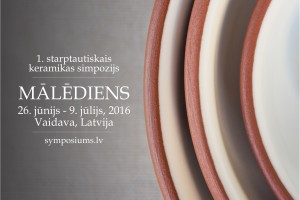 1. starptautiskais
keramikas simpozijs
MĀLĒDIENS
26. jūnijs - 9. jūlijs, 2016
Vaidava, Latvija
symposiums.lv